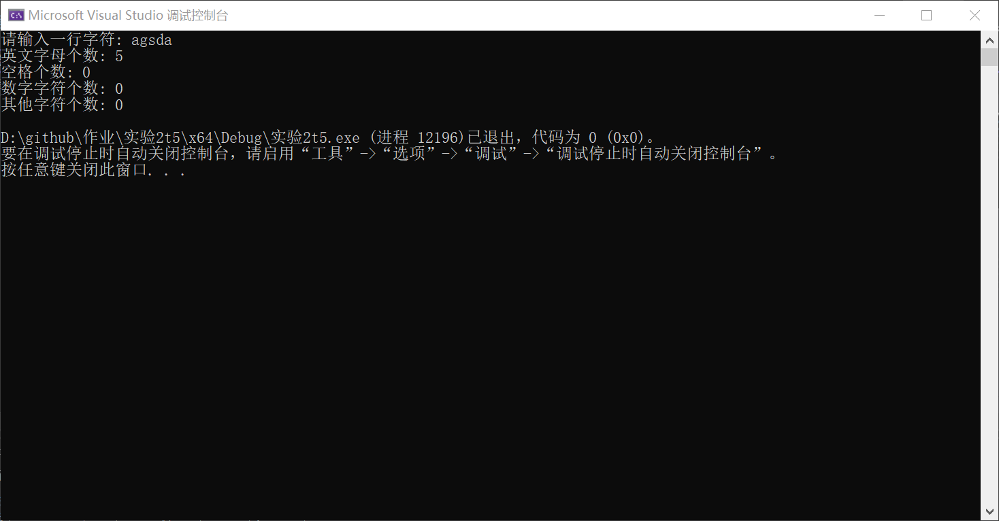 Microsoft Visual Studio 调试控制台
请输入一行字符: agsda
英文字母个数: 5
空格个数: 0
数字字符个数: 0
其他字符个数: 0
D:\github\作业\实验2t5\x64\Debug\实验2t5.exe (进程 12196)已退出，代码为 0 (0x0)。
要在调试停止时自动关闭控制台，请启用“工具”->“选项”->“调试”->“调试停止时自动关闭控制台”。
按任意键关闭此窗口. . .